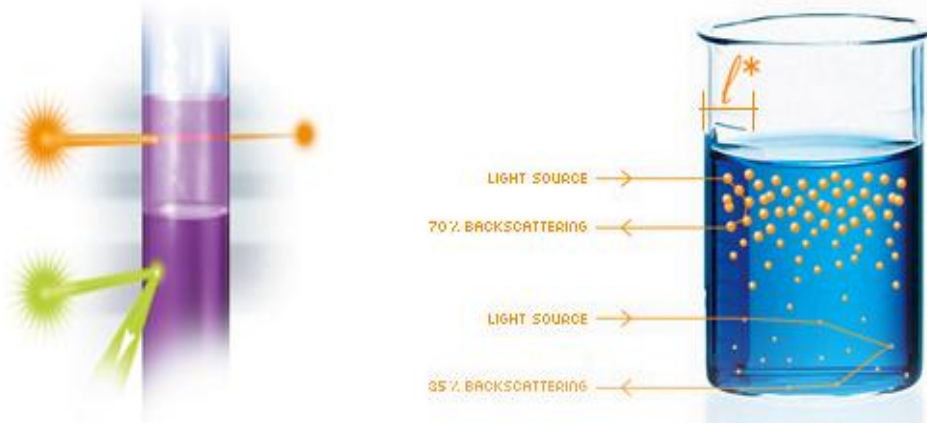 l*
LIGHT SOURCE
70% BACKSCATTERING
LIGHT SOURCE
35% BACKSCATTERING